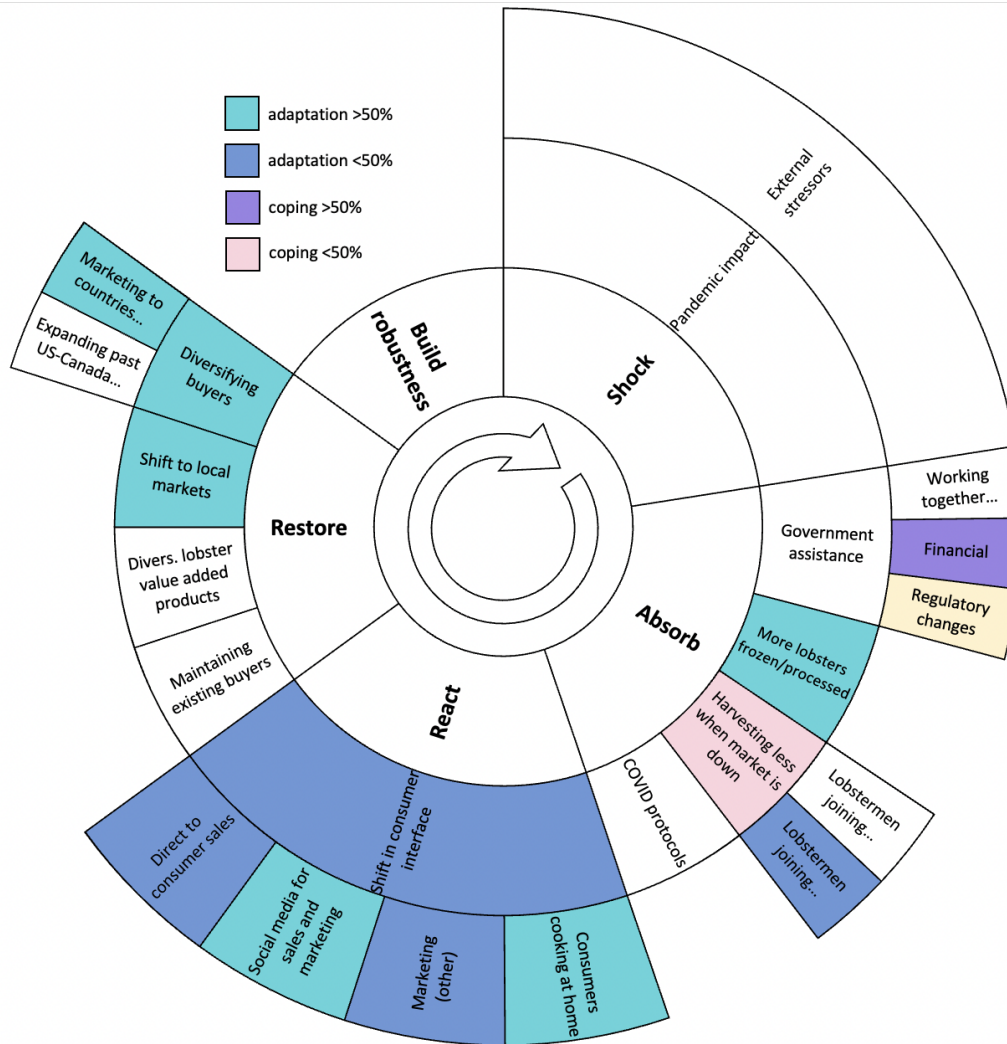 adaptation >50%
adaptation <50%
coping >50%
coping <50%
External
stressors
Pandemic impact
Shock
Working
together...
Financial
Regulatory
changes
Government
assistance
Absorb
More lobsters
frozen/processed
Harvesting less
when market is
down
Lobstermen
joining...
Lobstermen
joining...
COVID protocols
React
Shift in consumer
interface
Consumers
cooking at home
Marketing
(other)
Social media for
sales and
marketing
Direct to
consumer sales
Restore
Maintaining
existing buyers
Divers. lobster
value added
products
Shift to local
markets
Diversifying
buyers
Expanding past
US-Canada...
Marketing to
countries...
Build
robustness